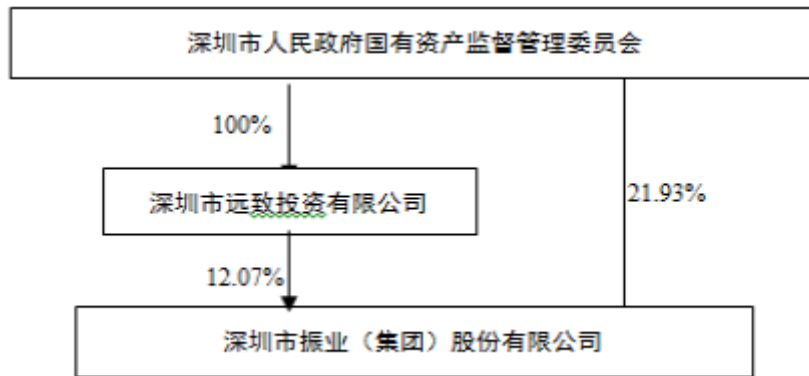 深圳市人民政府国有资产监督管理委员会
100%
深圳市远致投资有限公司
21.93%
12.07%
深圳市振业（集团）股份有限公司